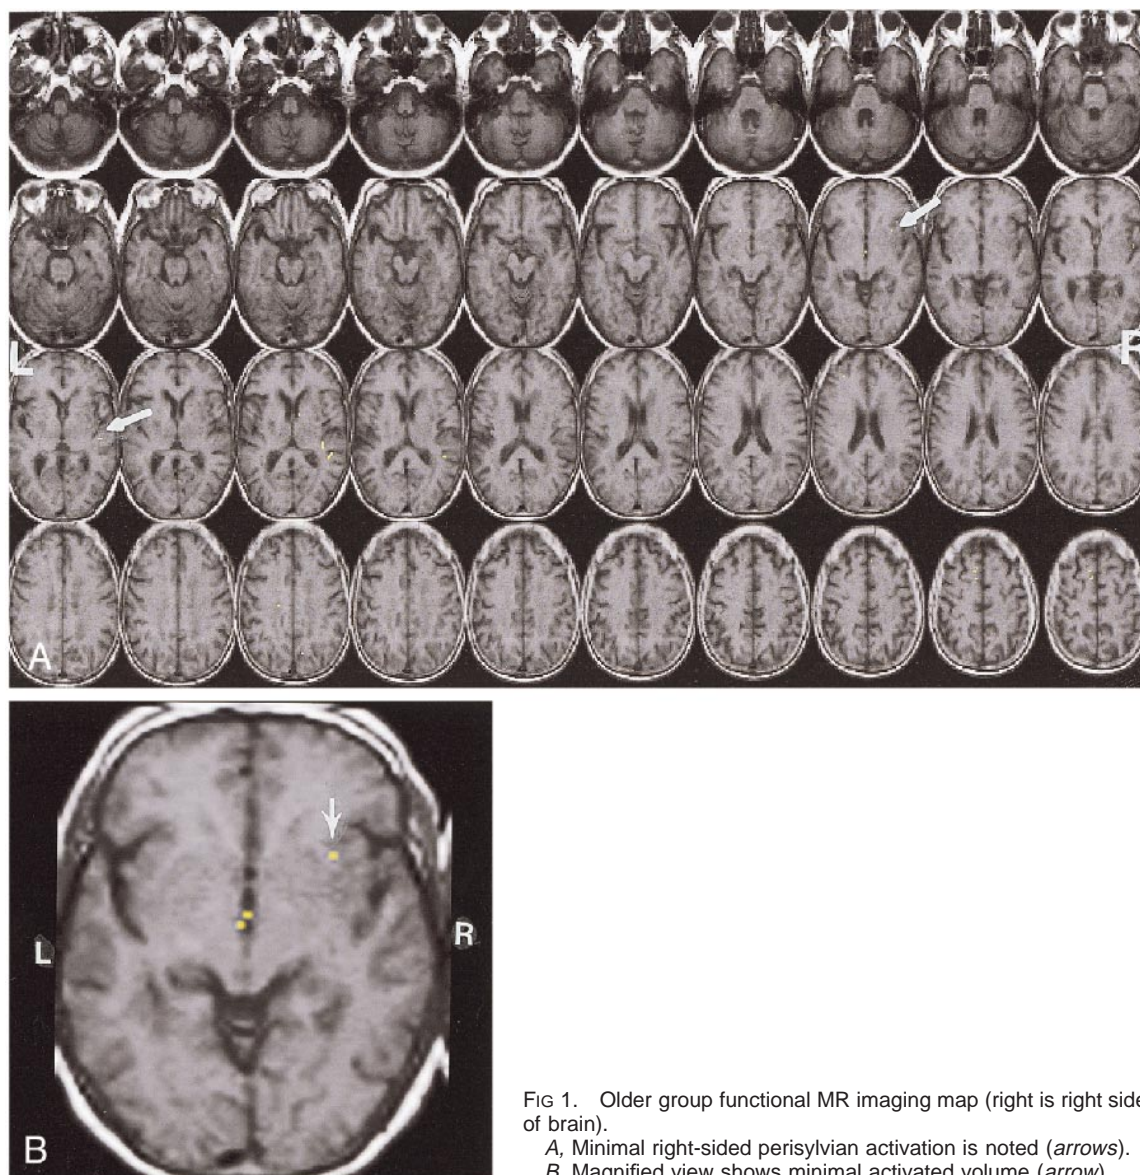 L
R
A
L
R
B
FIG 1. Older group functional MR imaging map (right is right side
of brain).
A, Minimal right-sided perisylvian activation is noted (arrows).
B, Magnified view shows minimal activated volume (arrow).